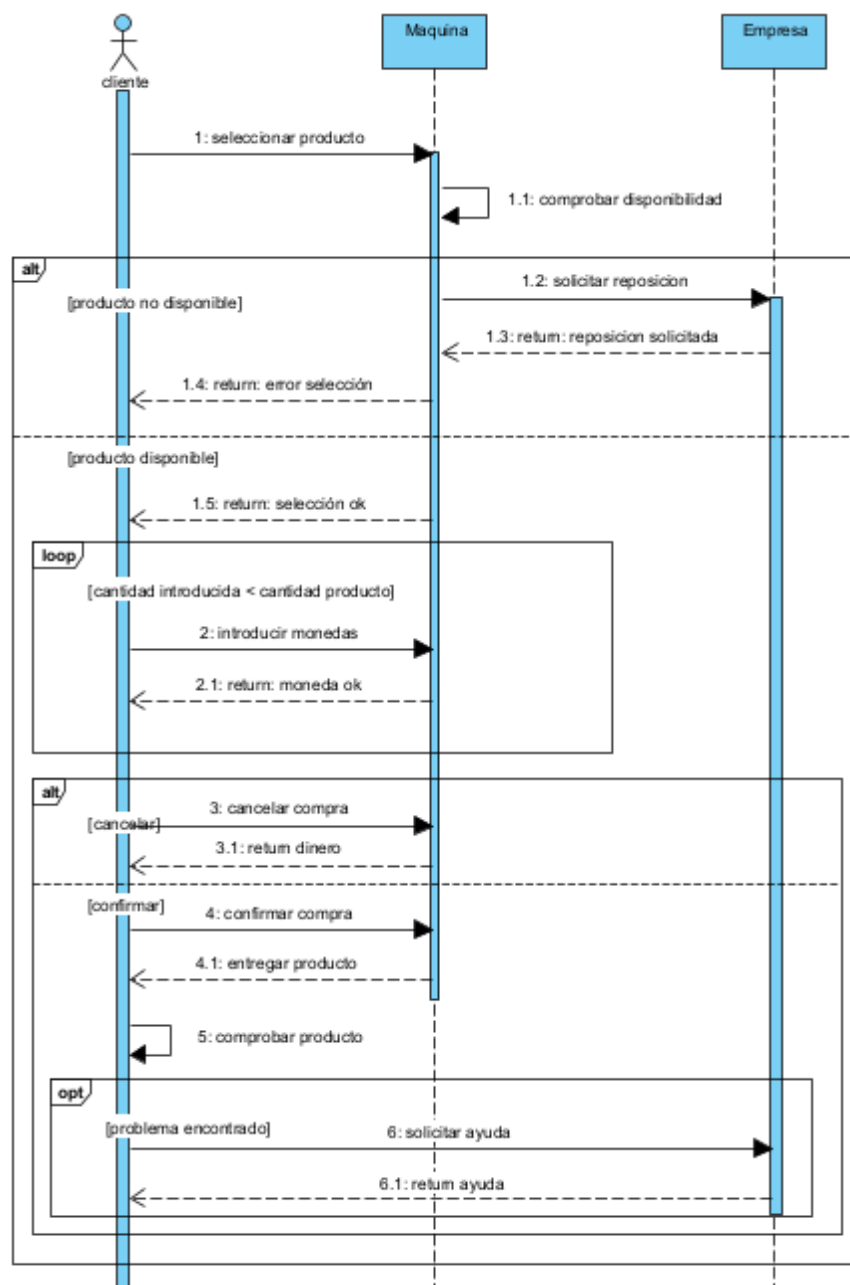 Maquina
Empresa
cliente
1: seleccionar producto
1.1: comprobar disponibilidad
alt
1.2: solicitar reposicion
[producto no disponible]
1.3: return: reposicion solicitada
1.4: return: error selección
[producto disponible]
1.5: return: selección ok
loop
[cantidad introducida < cantidad producto]
2: introducir monedas
2.1: return: moneda ok
alt
3: cancelar compra
[cancelar]
3.1: return dinero
[confirmar]
4: confirmar compra
4.1: entregar producto
5: comprobar producto
opt
[problema encontrado]
6: solicitar ayuda
6.1: return ayuda